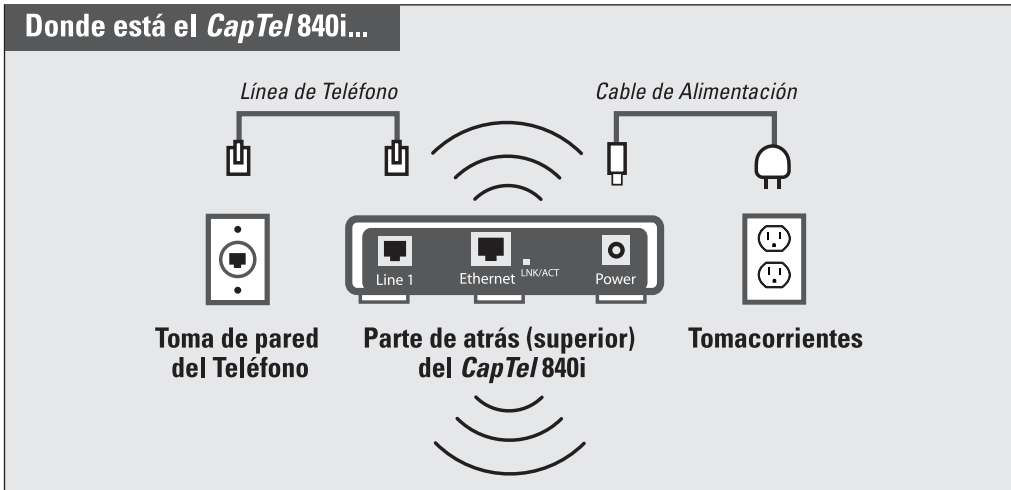 Donde está el CapTel 840i...
Línea de Teléfono
Cable de Alimentación
Line 1
Ethernet
LNK/ACT
Power
Toma de pared
del Teléfono
Parte de atrás (superior)
del CapTel 840i
Tomacorrientes